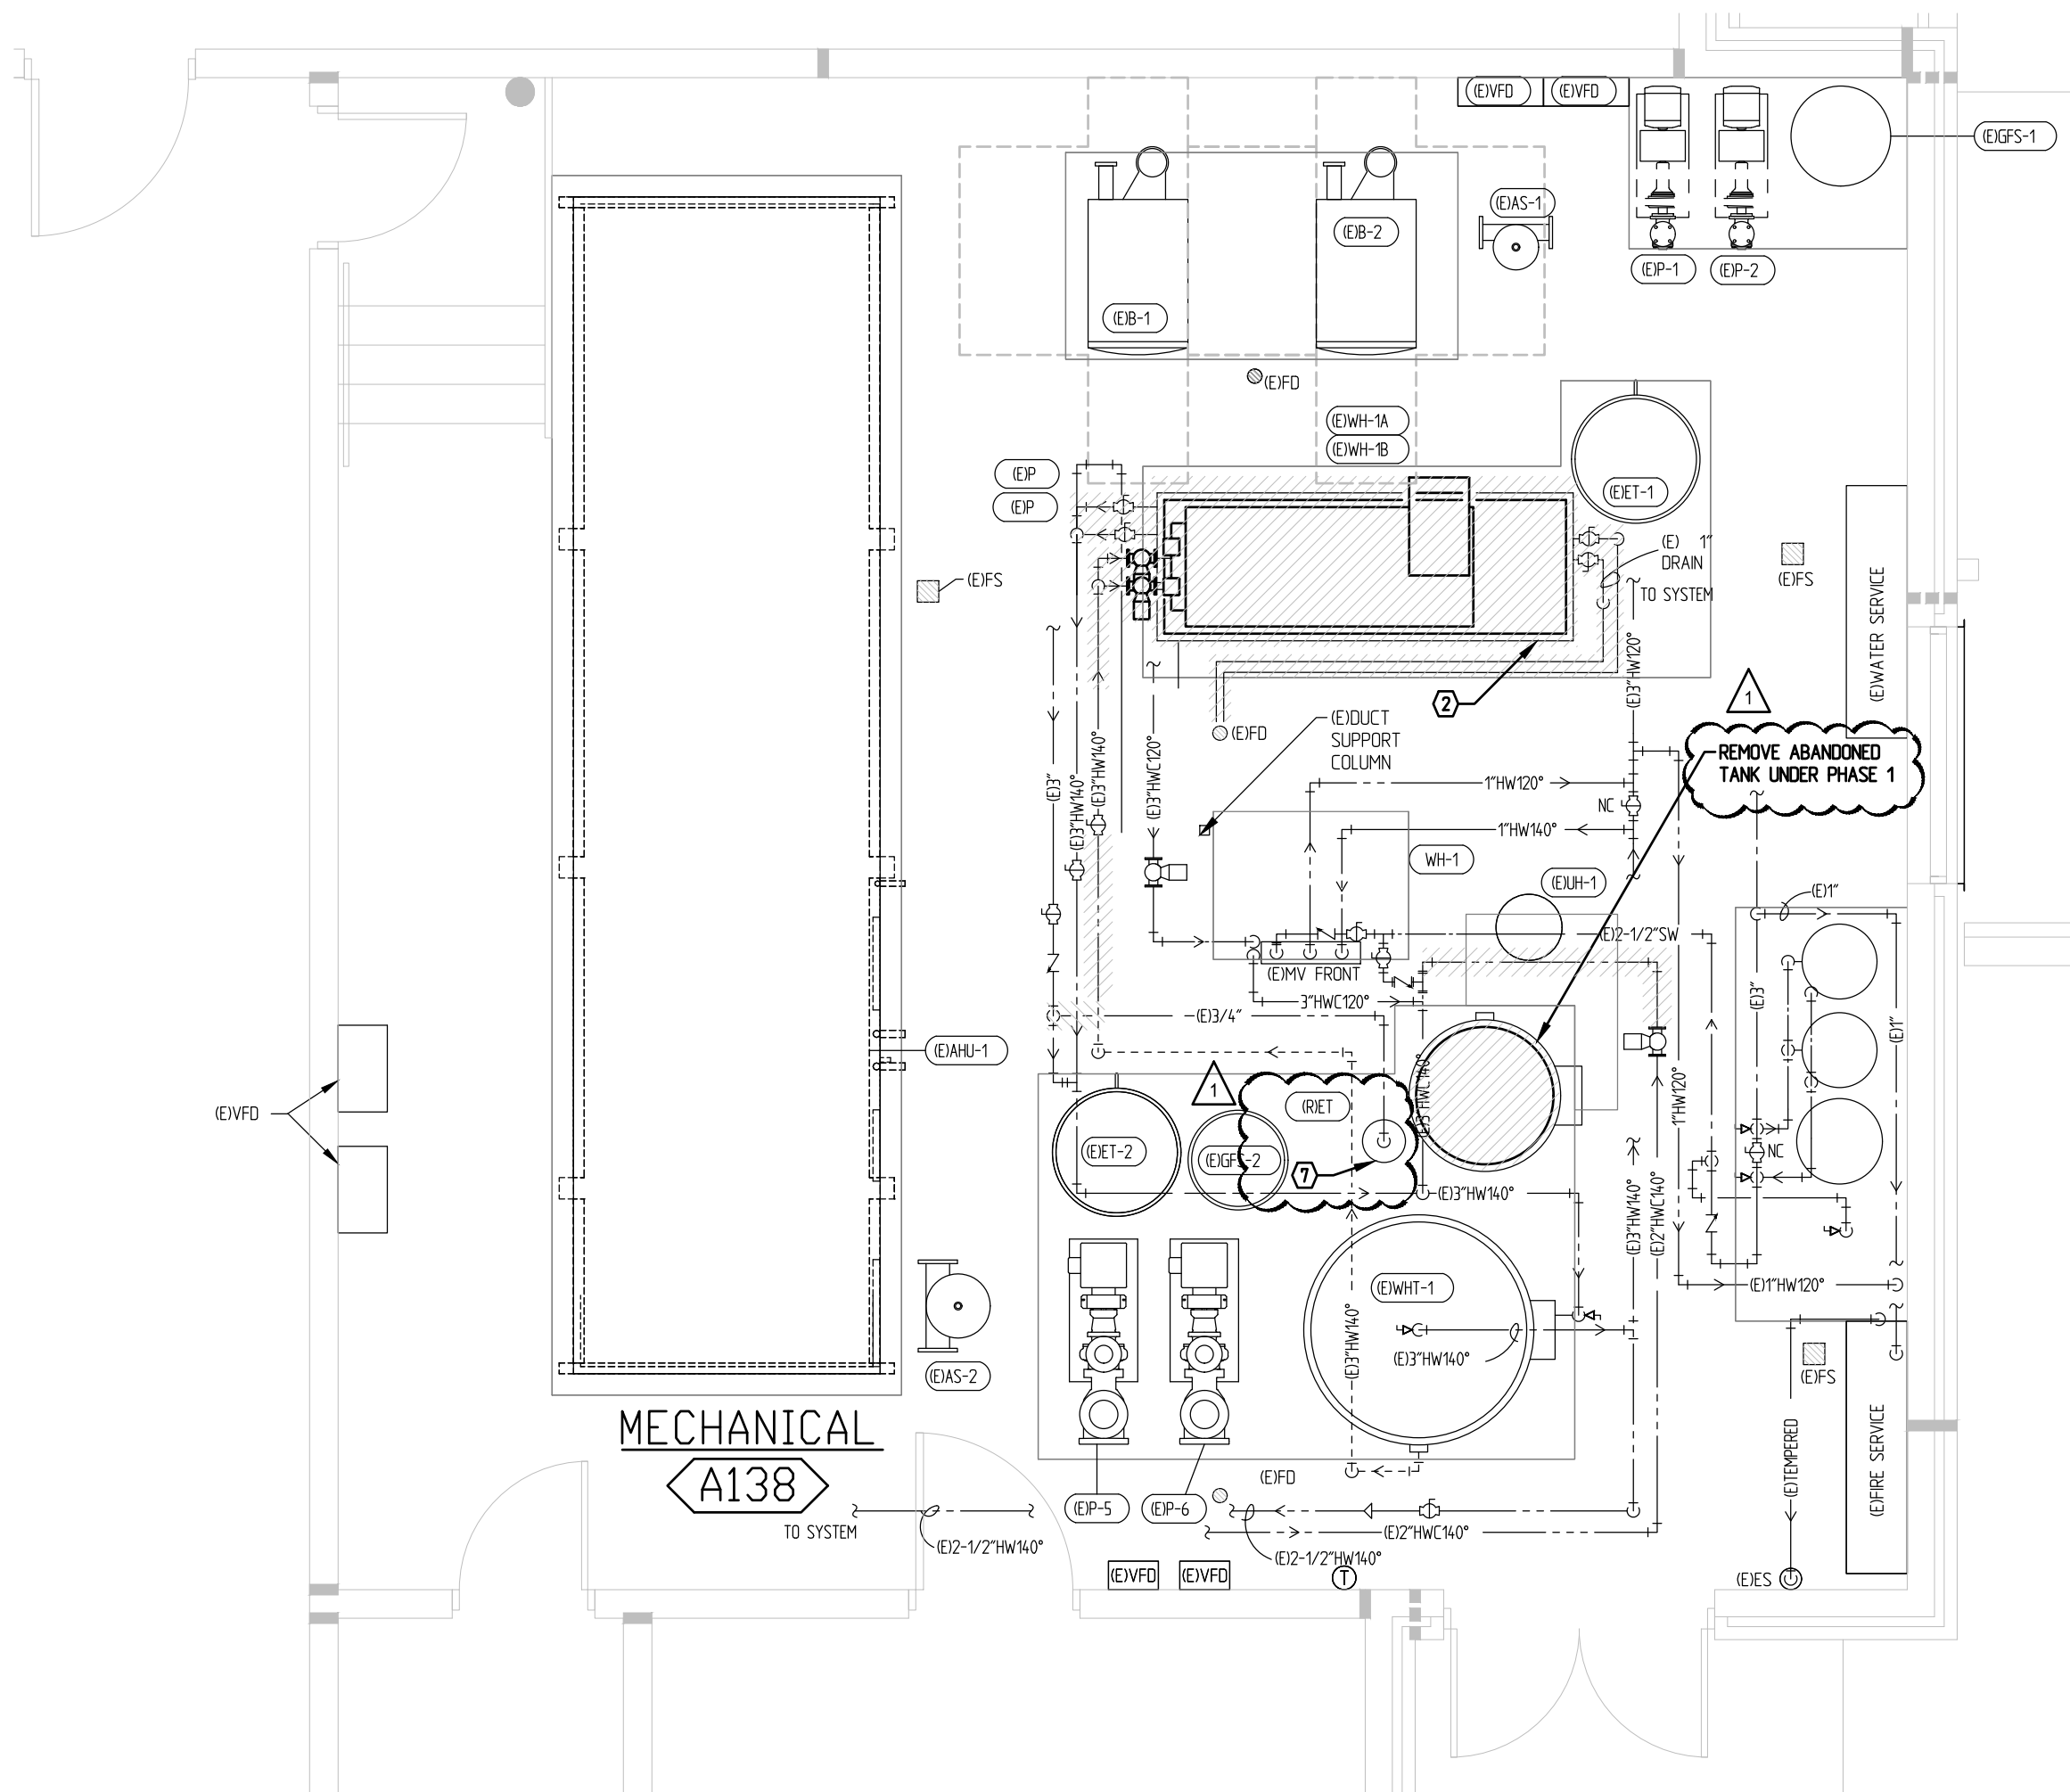 (E)VFD
(E)VFD
(E)GFS-1
(E)AS-1
(E)B-2
(E)P-1
(E)P-2
(E)B-1
(E)FD
(E)WH-1A
(E)WH-1B
(E)P
(E)P
(E)ET-1
(E) 1"
DRAIN
TO SYSTEM
(E)FS
(E)FS
(E)WATER SERVICE
(E)3"HW120°
2
1
(E)DUCT
SUPPORT
COLUMN
(E)FD
REMOVE ABANDONED
TANK UNDER PHASE 1
(E)3"
(E)3"HW140°
(E)3"HW140°
(E)3"HWC120°
1"HW120°
NC
1"HW140°
WH-1
(E)UH-1
(E)1"
(E)2-1/2"SW
(E)MV FRONT
3"HWC120°
(E)3/4"
(E)3"
(E)1"
(E)AHU-1
(E)VFD
1
(R)ET
(E)3"HWC140°
1"HW120°
(E)ET-2
(E)GFS-2
7
NC
(E)3"HW140°
(E)3"HW140°
(E)2"HWC140°
(E)WHT-1
(E)1"HW120°
(E)3"HW140°
(E)3"HW140°
(E)AS-2
(E)FS
MECHANICAL
A138
(E)TEMPERED
(E)FIRE SERVICE
(E)FD
(E)P-5
(E)P-6
TO SYSTEM
(E)2-1/2"HW140°
(E)2"HWC140°
(E)2-1/2"HW140°
(E)VFD
(E)VFD
T
(E)ES